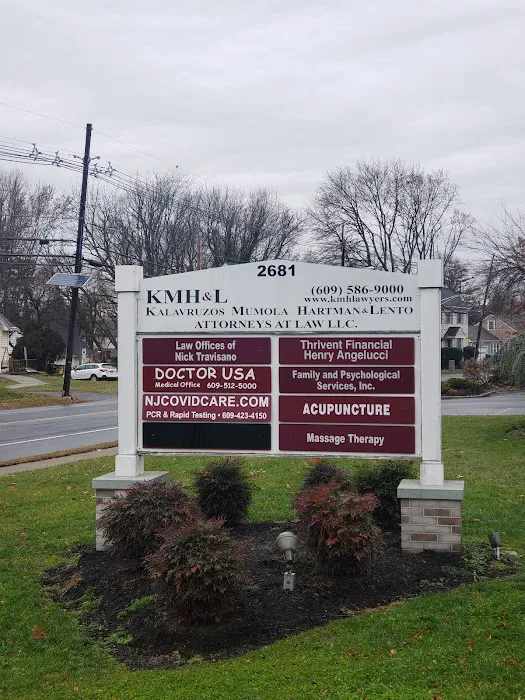 2681
KMH&L
(609) 586-9000
www.kmhlawyers.com
KALAVRUZOS MUMOLA HARTMAN & LENTO
ATTORNEYS AT LAW LLC.
Law Offices of
Nick Travisano
DOCTOR USA
Medical Office 609-512-5000
NJCOVIDCARE.COM
PCR & Rapid Testing • 609-423-4150
Thrivent Financial
Henry Angelucci
Family and Psychological
Services, Inc.
ACUPUNCTURE
Massage Therapy